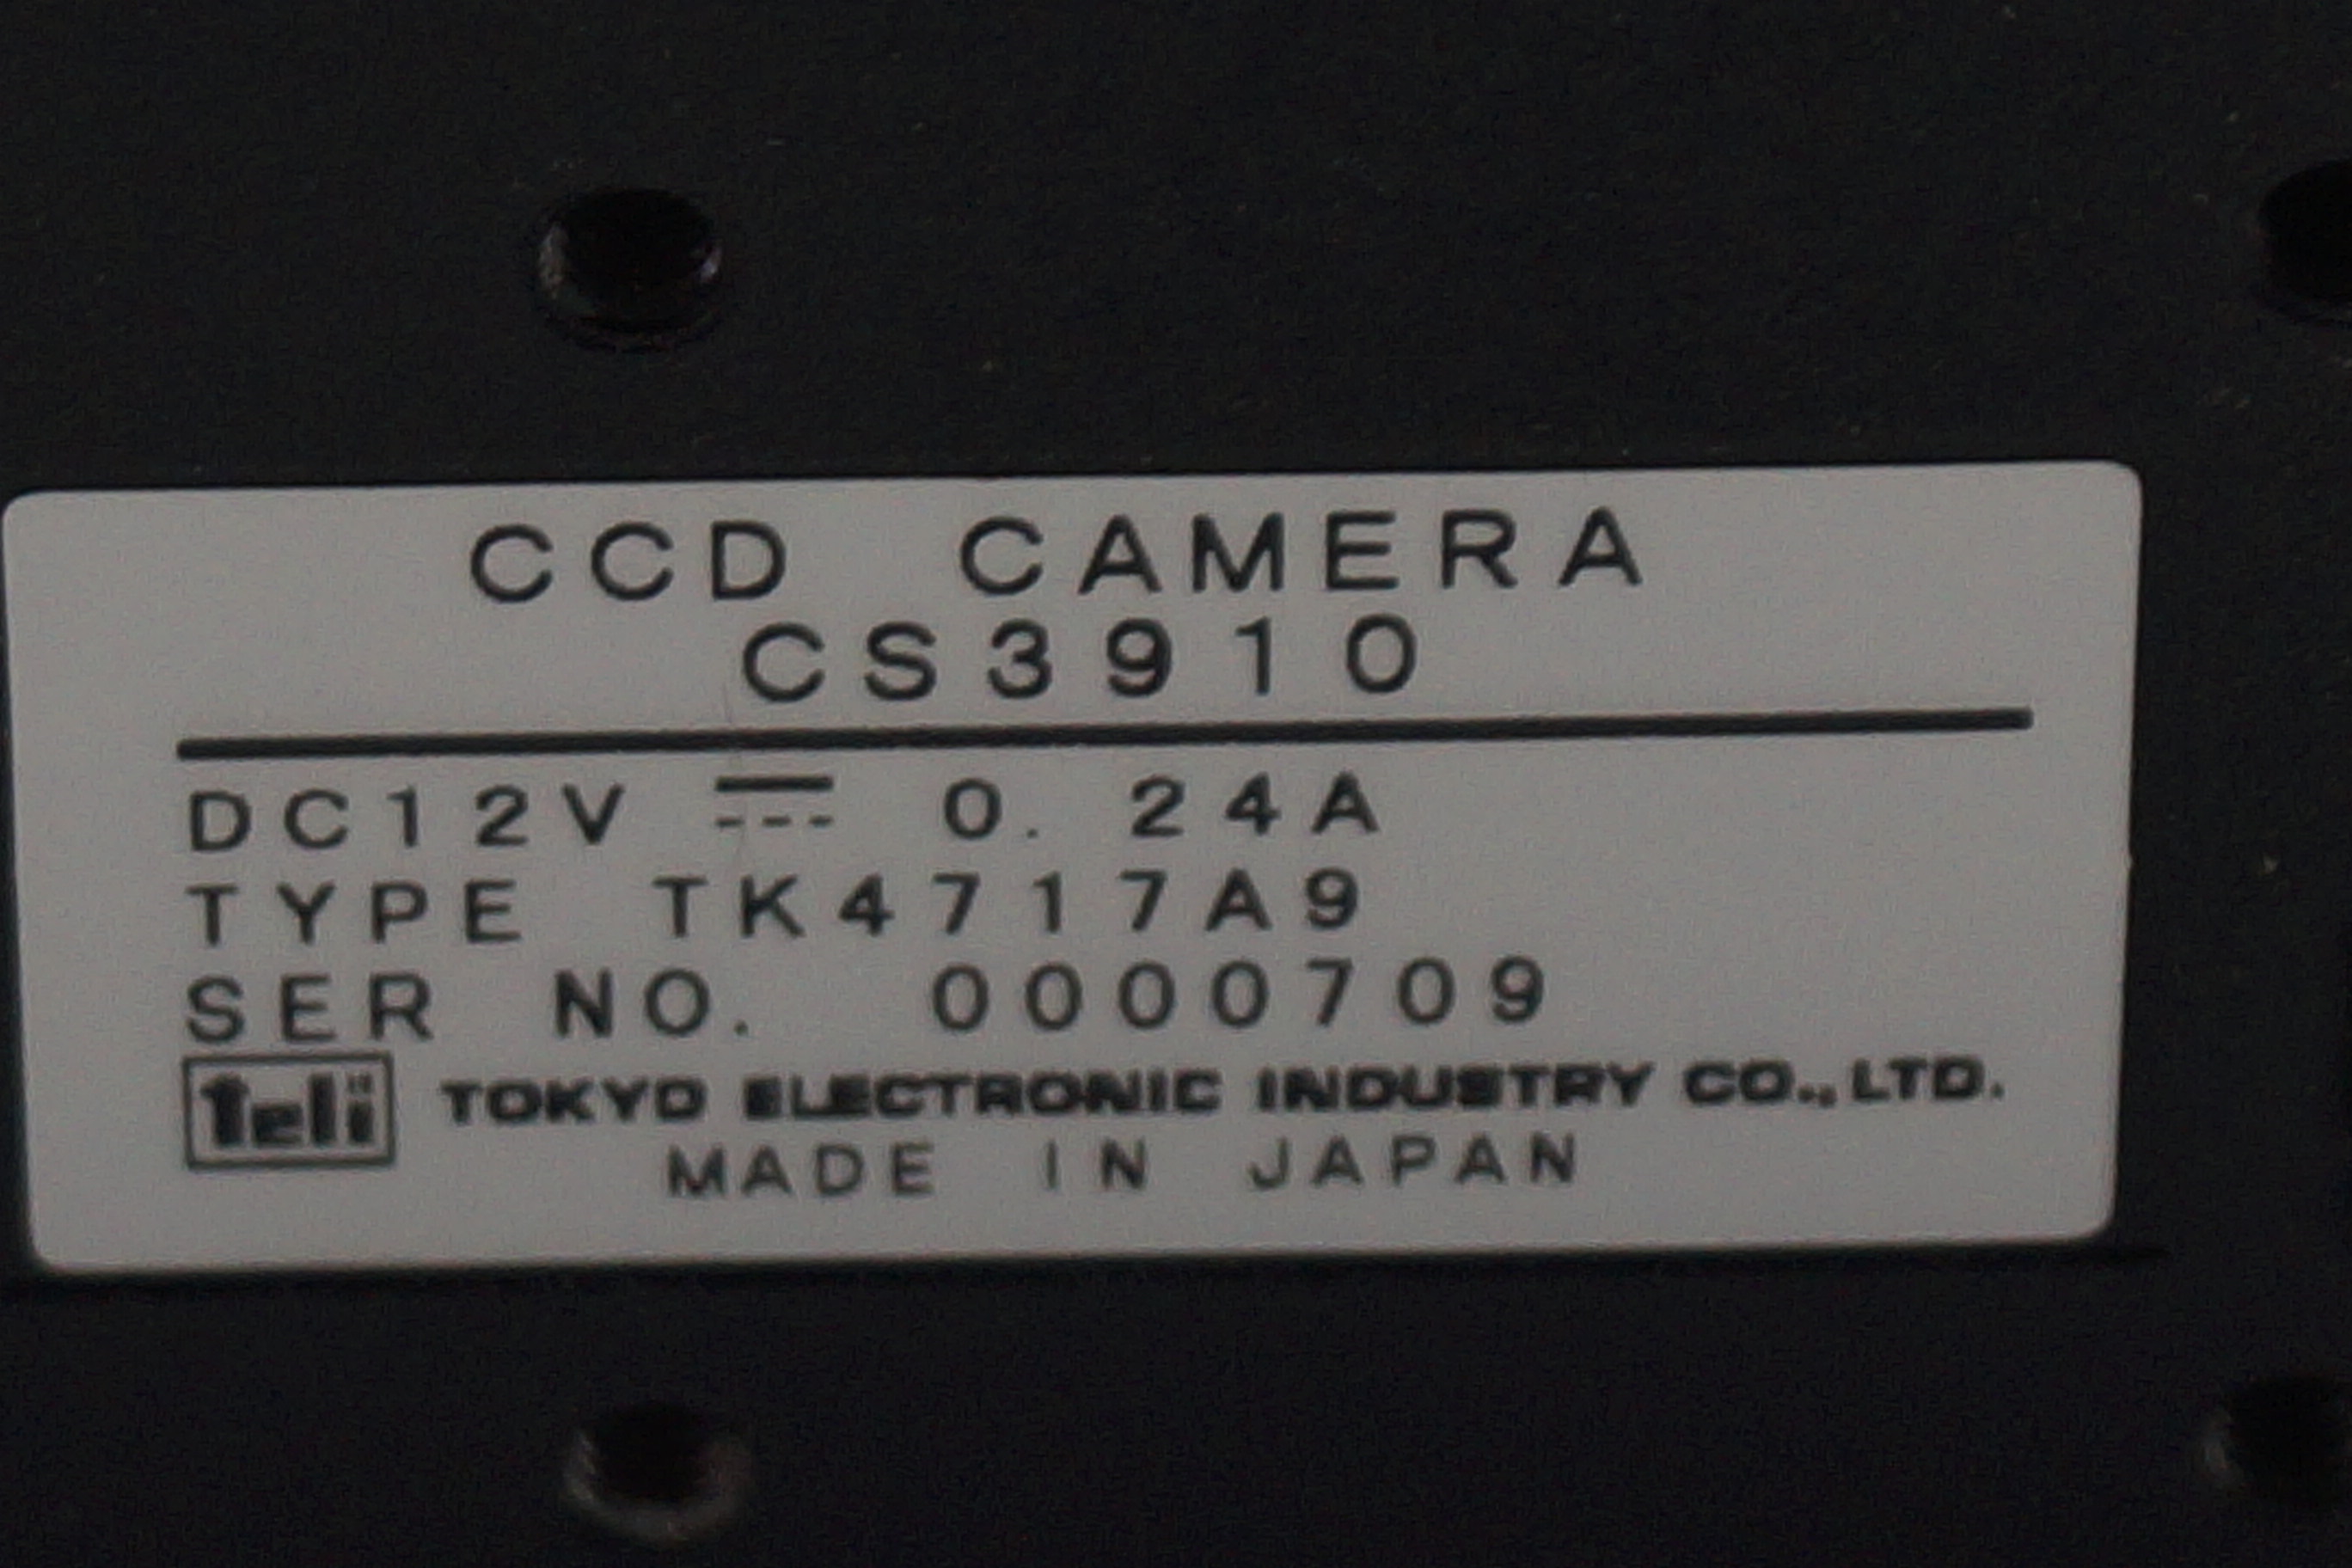 CCD CAMERA
CS3910
DC12V ⎓ 0.24A
TYPE TK4717A9
SER NO. 0000709
teli TOKYO ELECTRONIC INDUSTRY CO.,LTD.
MADE IN JAPAN